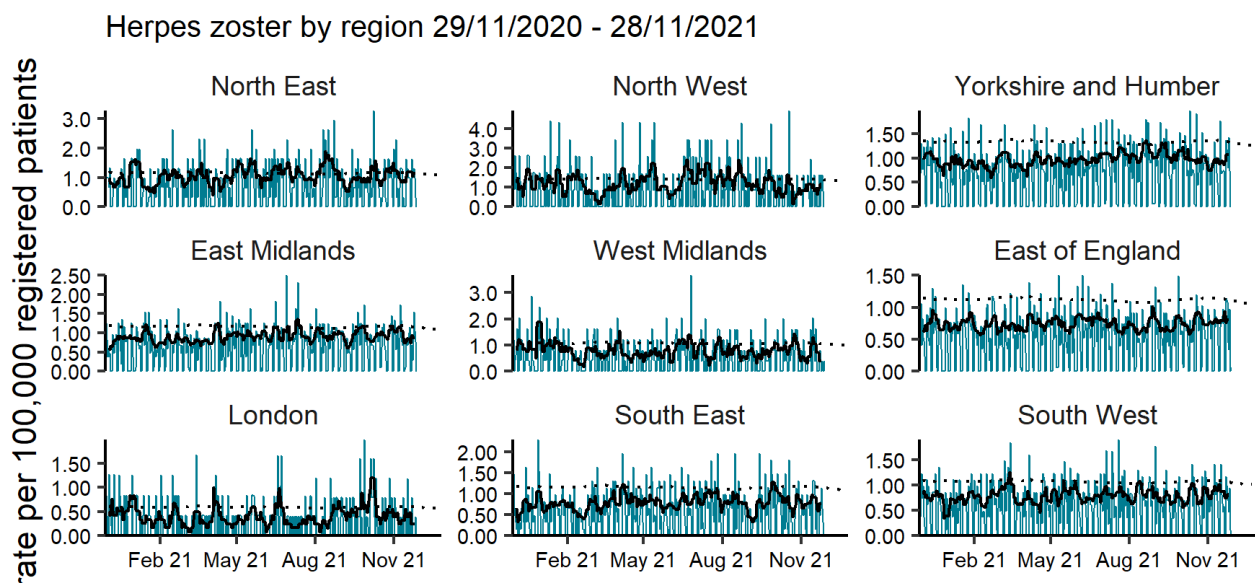 Herpes zoster by region 29/11/2020 - 28/11/2021
rate per 100,000 registered patients
North East
North West
Yorkshire and Humber
3.0
2.0
1.0
0.0
4.0
3.0
2.0
1.0
0.0
1.50
1.00
0.50
0.00
East Midlands
West Midlands
East of England
2.50
2.00
1.50
1.00
0.50
0.00
3.0
2.0
1.0
0.0
1.50
1.00
0.50
0.00
London
South East
South West
1.50
1.00
0.50
0.00
2.00
1.50
1.00
0.50
0.00
1.50
1.00
0.50
0.00
Feb 21 May 21 Aug 21 Nov 21
Feb 21 May 21 Aug 21 Nov 21
Feb 21 May 21 Aug 21 Nov 21